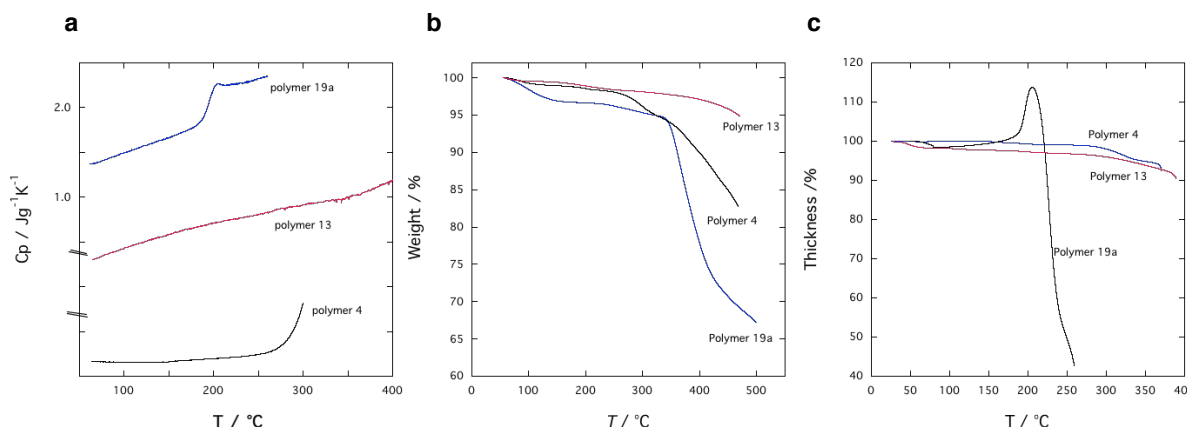 a
b
c
Cp / Jg⁻¹K⁻¹
2.0
1.0
polymer 19a
polymer 13
polymer 4
100
200
300
400
T / °C
Weight / %
100
95
90
85
80
75
70
65
60
Polymer 13
Polymer 4
Polymer 19a
0
100
200
300
400
500
T / °C
Thickness /%
120
110
100
90
80
70
60
50
40
Polymer 4
Polymer 13
Polymer 19a
0
50
100
150
200
250
300
350
40
T / °C